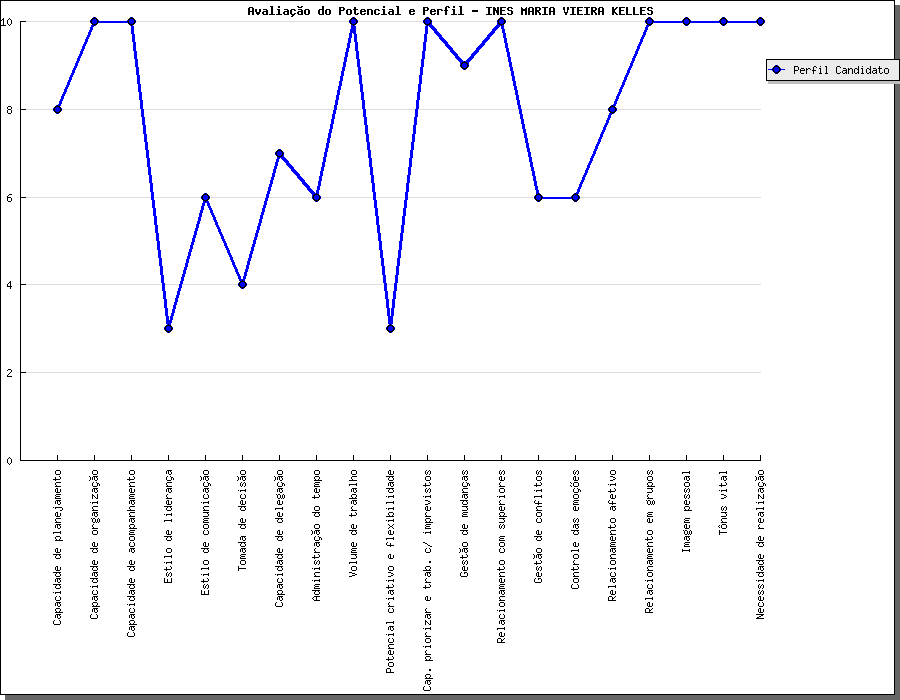 Avaliação do Potencial e Perfil - INES MARIA VIEIRA KELLES
10
8
6
4
2
0
Perfil Candidato
Capacidade de planejamento
Capacidade de organização
Capacidade de acompanhamento
Estilo de liderança
Estilo de comunicação
Tomada de decisão
Capacidade de delegação
Administração do tempo
Volume de trabalho
Potencial criativo e flexibilidade
Cap. priorizar e trab. c/ imprevistos
Gestão de mudanças
Relacionamento com superiores
Gestão de conflitos
Controle das emoções
Relacionamento afetivo
Relacionamento em grupos
Imagem pessoal
Tônus vital
Necessidade de realização